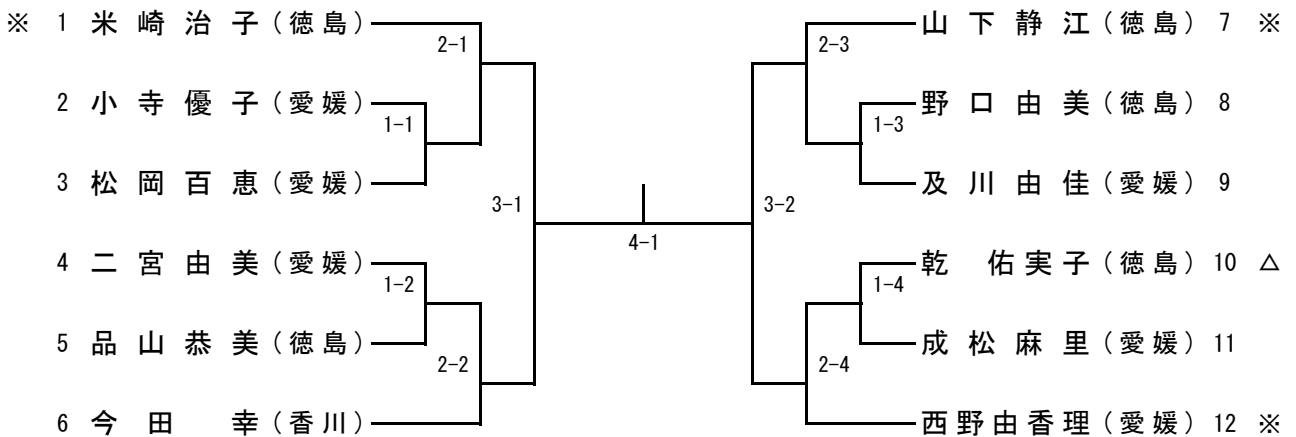 ※ 1 米崎治子(徳島)
2-1
2 小寺優子(愛媛)
1-1
3 松岡百恵(愛媛)
3-1
4 二宮由美(愛媛)
1-2
5 品山恭美(徳島)
2-2
6 今田 幸(香川)
4-1
山下静江(徳島) 7 ※
2-3
野口由美(徳島) 8
1-3
及川由佳(愛媛) 9
3-2
乾 佑実子(徳島) 10 △
1-4
成松麻里(愛媛) 11
2-4
西野由香理(愛媛) 12 ※